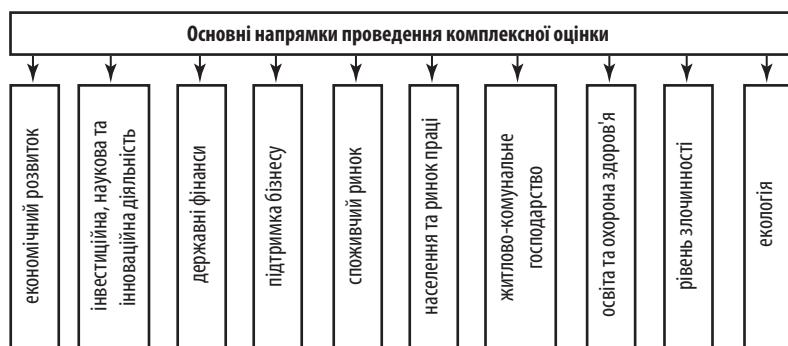 Основні напрямки проведення комплексної оцінки
економічний розвиток
інвестиційна, наукова та
інноваційна діяльність
державні фінанси
підтримка бізнесу
споживчий ринок
населення та ринок праці
житлово-комунальне
господарство
освіта та охорона здоров'я
рівень злочинності
екологія